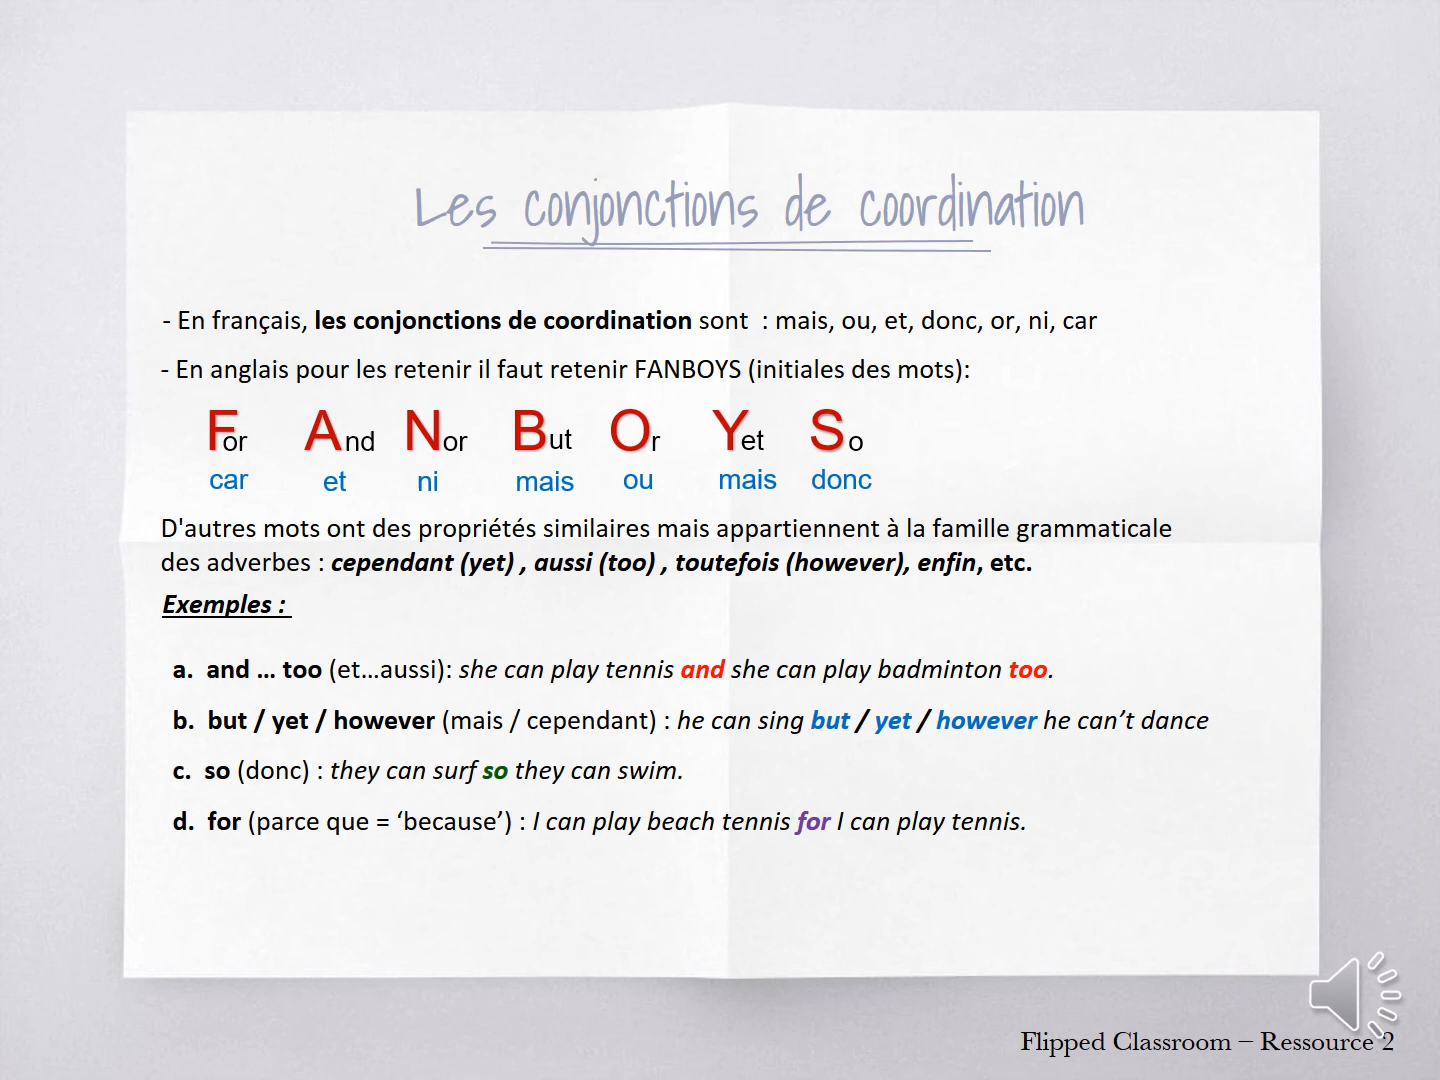 Les conjonctions de coordination
- En français, les conjonctions de coordination sont : mais, ou, et, donc, or, ni, car
- En anglais pour les retenir il faut retenir FANBOYS (initiales des mots):
For And Nor But Or Yet So
car et ni mais ou mais donc
D'autres mots ont des propriétés similaires mais appartiennent à la famille grammaticale
des adverbes : cependant (yet) , aussi (too) , toutefois (however), enfin, etc.
Exemples :
a. and ... too (et...aussi): she can play tennis and she can play badminton too.
b. but / yet / however (mais / cependant) : he can sing but / yet / however he can’t dance
c. so (donc) : they can surf so they can swim.
d. for (parce que = ‘because’) : I can play beach tennis for I can play tennis.
Flipped Classroom – Ressource 2